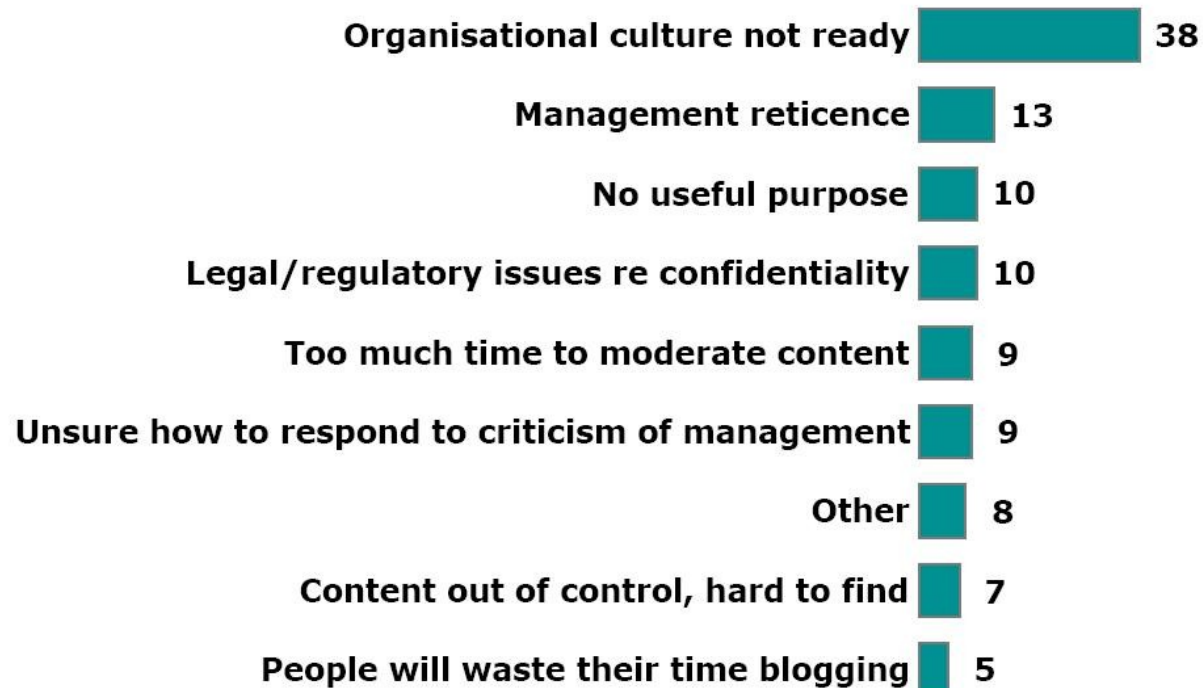 Organisational culture not ready 38
Management reticence 13
No useful purpose 10
Legal/regulatory issues re confidentiality 10
Too much time to moderate content 9
Unsure how to respond to criticism of management 9
Other 8
Content out of control, hard to find 7
People will waste their time blogging 5